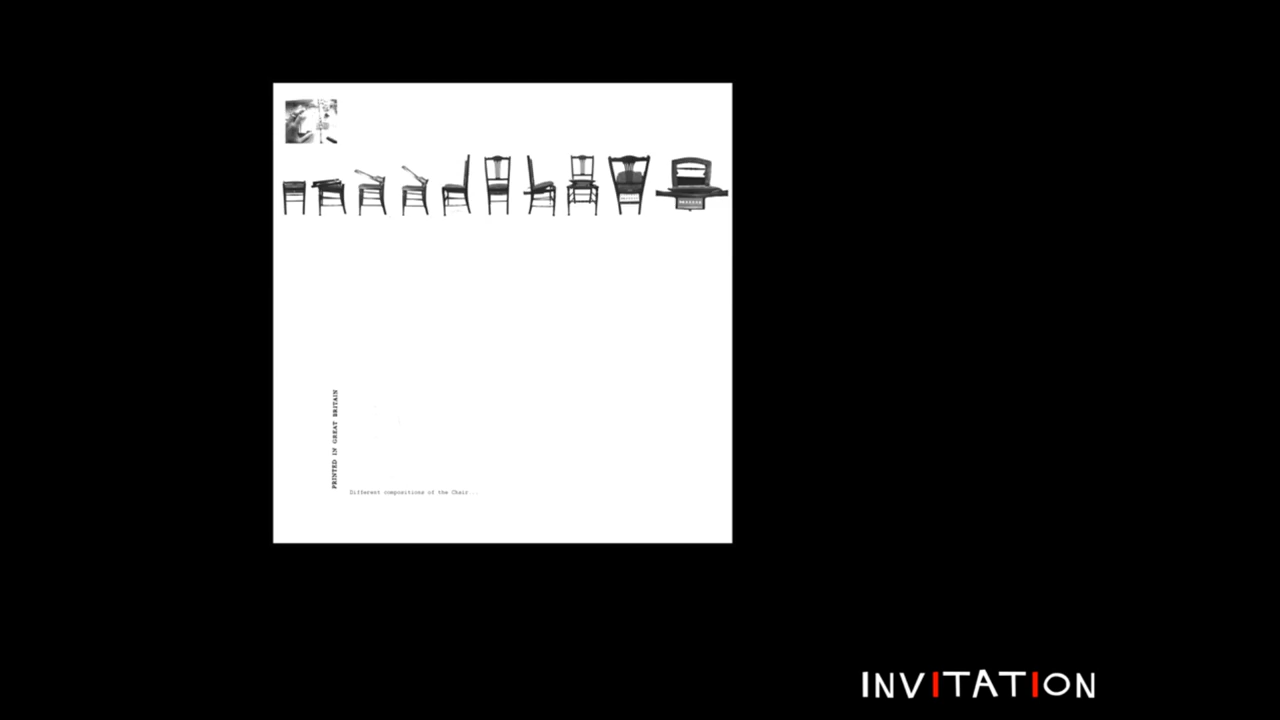 PRINTED IN GREAT BRITAIN
Different compositions of the Chair...
INVITATION